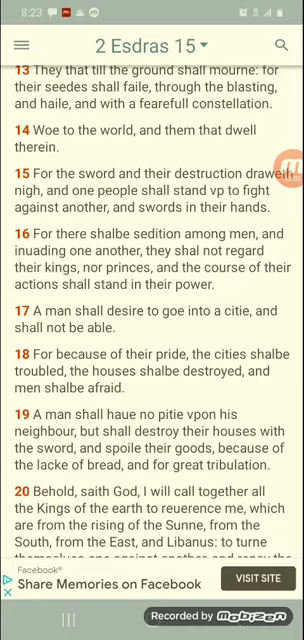 8:23
2 Esdras 15
13 They that till the ground shall mourne: for
their seedes shall faile, through the blasting,
and haile, and with a fearefull constellation.
14 Woe to the world, and them that dwell
therein.
15 For the sword and their destruction draweth
nigh, and one people shall stand vp to fight
against another, and swords in their hands.
16 For there shalbe sedition among men, and
inuading one another, they shal not regard
their kings, nor princes, and the course of their
actions shall stand in their power.
17 A man shall desire to goe into a citie, and
shall not be able.
18 For because of their pride, the cities shalbe
troubled, the houses shalbe destroyed, and
men shalbe afraid.
19 A man shall haue no pitie vpon his
neighbour, but shall destroy their houses with
the sword, and spoile their goods, because of
the lacke of bread, and for great tribulation.
20 Behold, saith God, I will call together all
the Kings of the earth to reuerence me, which
are from the rising of the Sunne, from the
South, from the East, and Libanus: to turne
themselues one against another, and repay the
Facebook®
Share Memories on Facebook
VISIT SITE
Recorded by mobizen